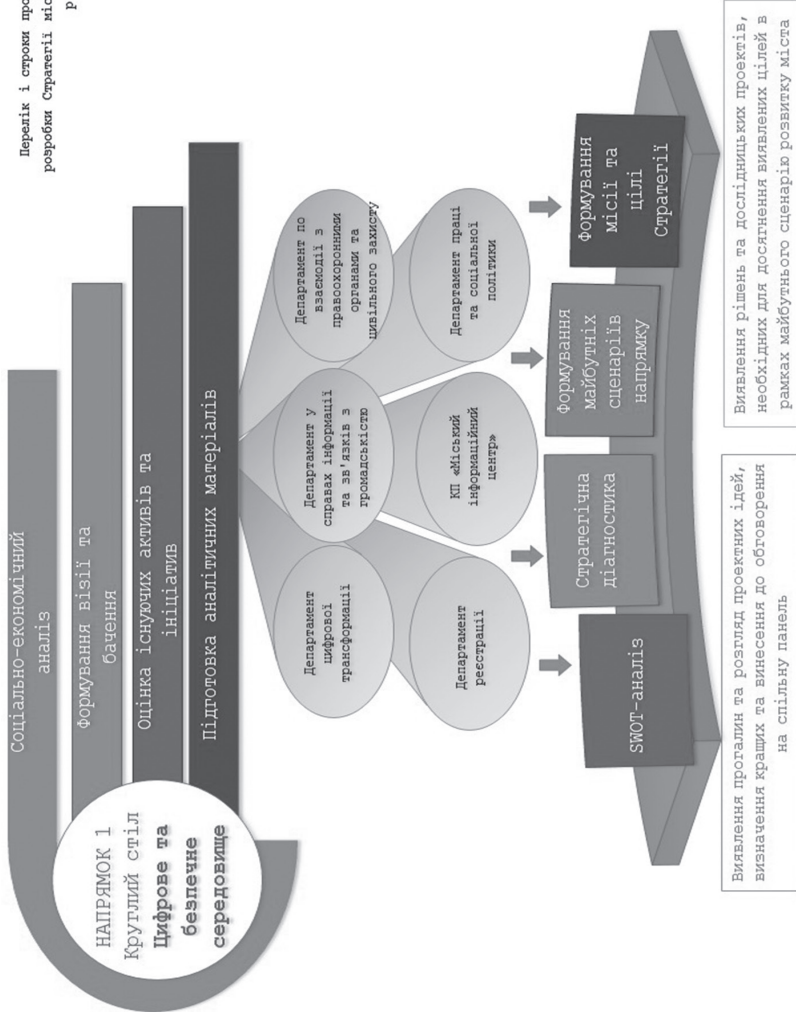 Перелік і строки
розробки Стратегії
НАПРЯМОК 1
Круглий стіл
Цифрове та
безпечне
середовище
Соціально-економічний
аналіз
Формування візії та
бачення
Оцінка існуючих активів та
ініціатив
Підготовка аналітичних матеріалів
Департамент
цифрової
трансформації
Департамент у
справах інформації
та зв'язків з
громадськістю
Департамент по
взаємодії з
правоохоронними
органами та
цивільного захисту
Департамент
реєстрації
КП «Міський
інформаційний
центр»
Департамент праці
та соціальної
політики
SWOT-аналіз
Стратегічна
діагностика
Формування
майбутніх
сценаріїв
напрямку
Формування
місії та
цілі
Стратегії
Виявлення прогалин та розгляд проектних ідей,
визначення кращих та винесення до обговорення
на спільну панель
Виявлення рішень та дослідницьких проектів,
необхідних для досягнення виявлених цілей в
рамках майбутнього сценарію розвитку міста